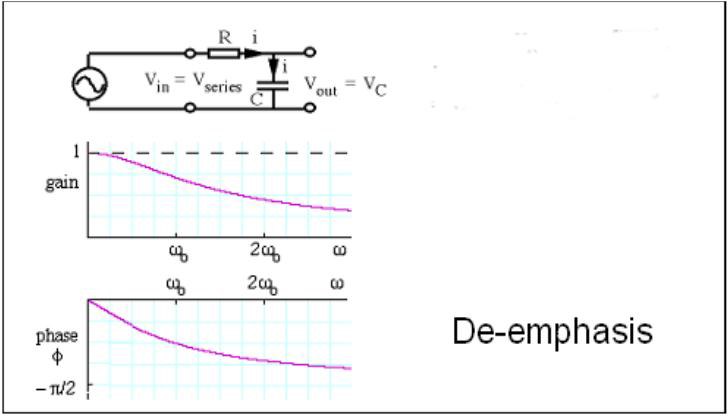 R i
i
V_in = V_series
C
V_out = V_C
1
gain
ω_o 2ω_o ω
ω_o 2ω_o ω
phase
ϕ
− π/2
De-emphasis